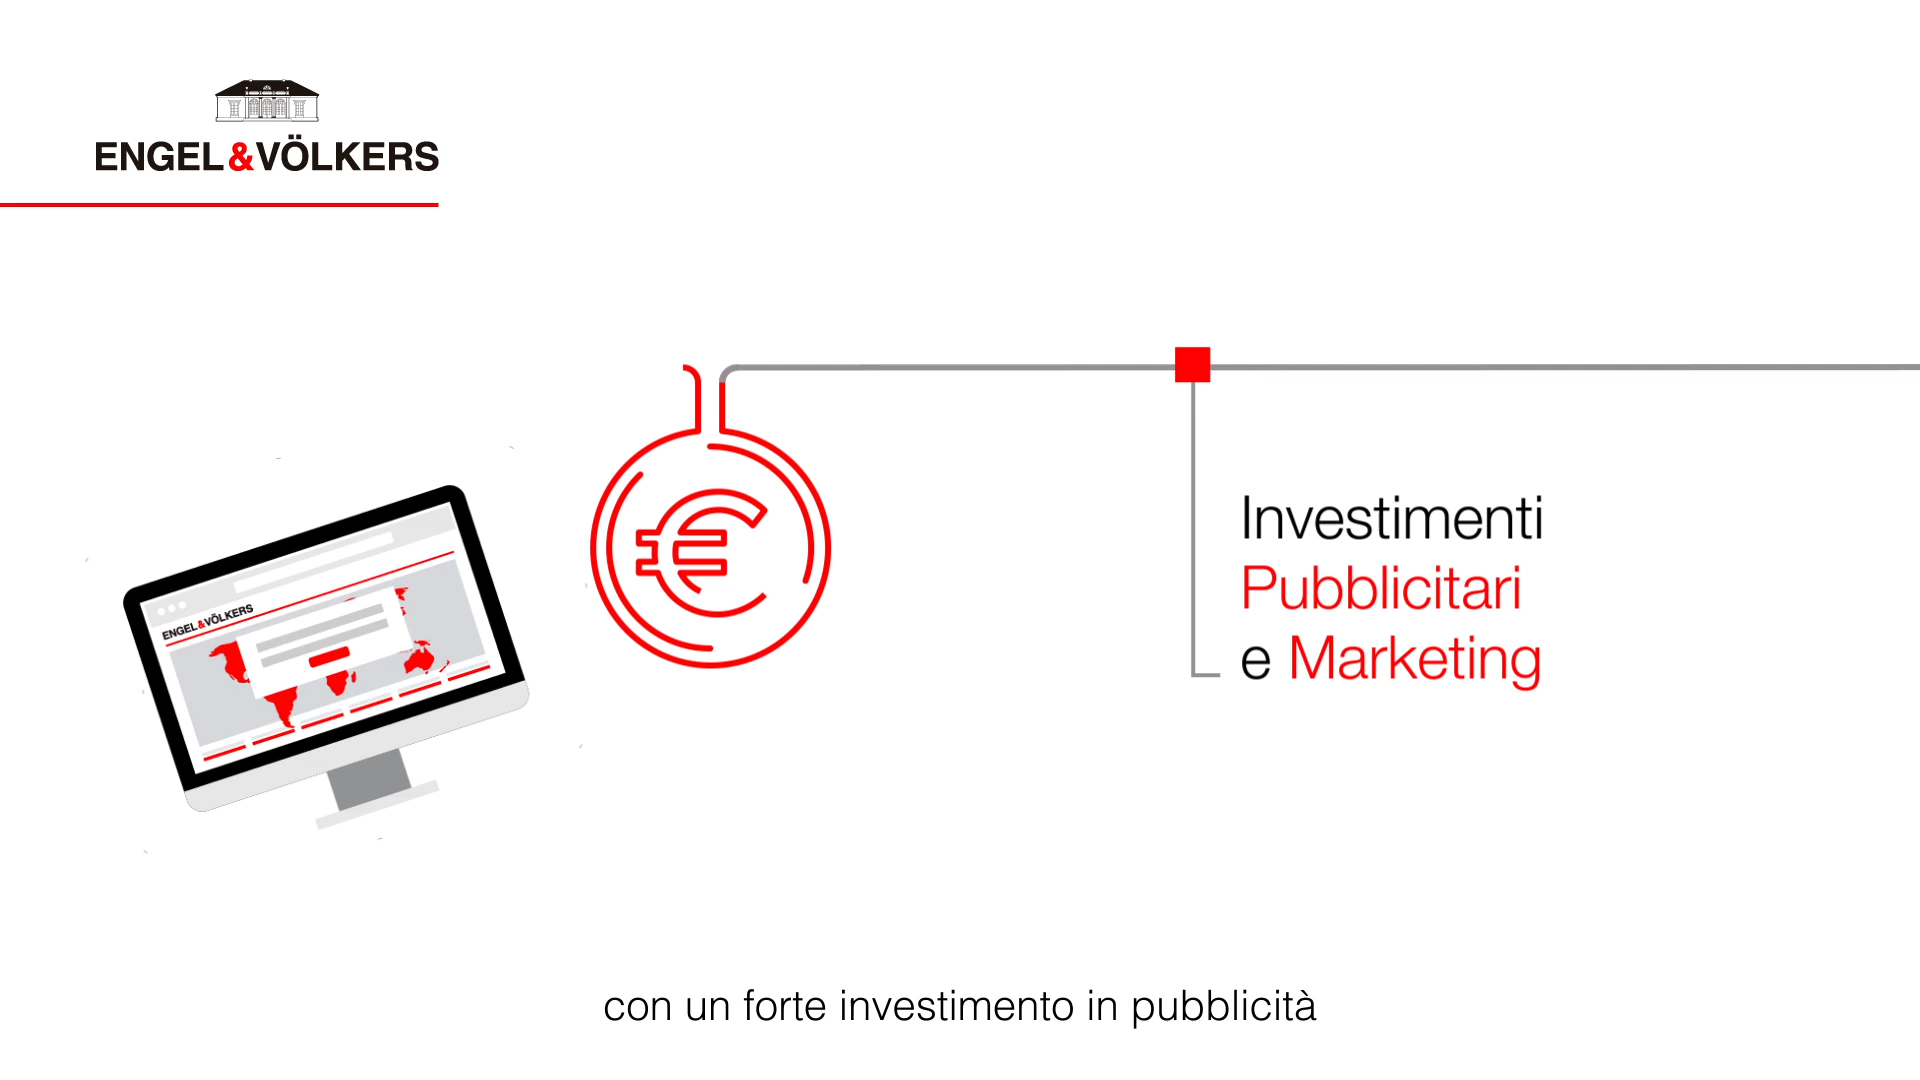 ENGEL&VÖLKERS
ENGEL&VÖLKERS
Investimenti
Pubblicitari
e Marketing
con un forte investimento in pubblicità